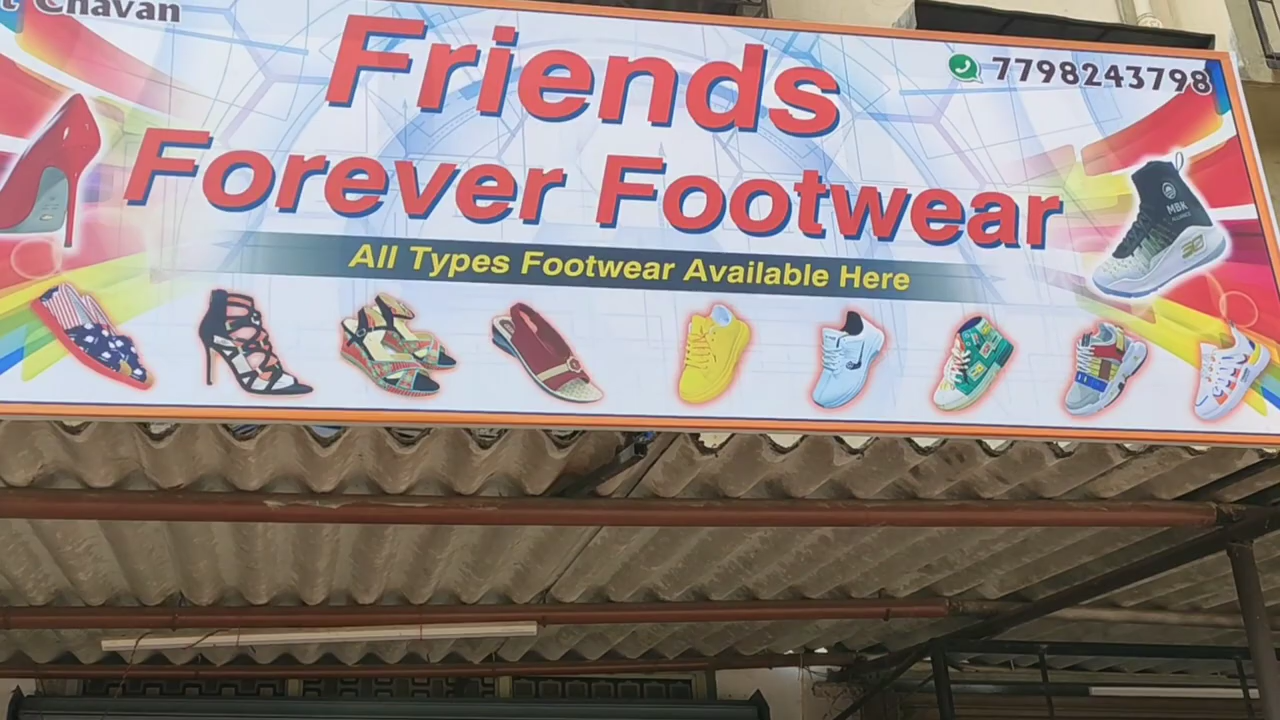 Chavan
7798243798
Friends
Forever Footwear
All Types Footwear Available Here
MBK